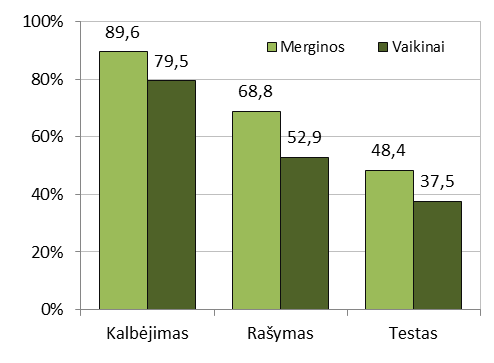 100%
80%
60%
40%
20%
0%
Merginos
Vaikinai
89,6
79,5
68,8
52,9
48,4
37,5
Kalbėjimas
Rašymas
Testas